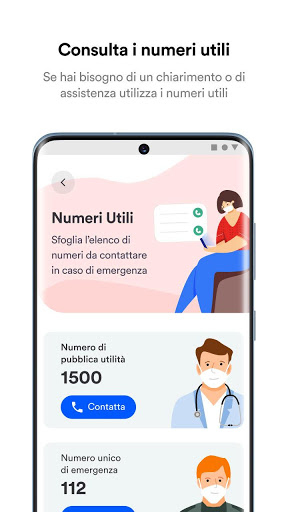 Consulta i numeri utili
Se hai bisogno di un chiarimento o di
assistenza utilizza i numeri utili
Numeri Utili
Sfoglia l'elenco di
numeri da contattare
in caso di emergenza
Numero di
pubblica utilità
1500
Contatta
Numero unico
di emergenza
112